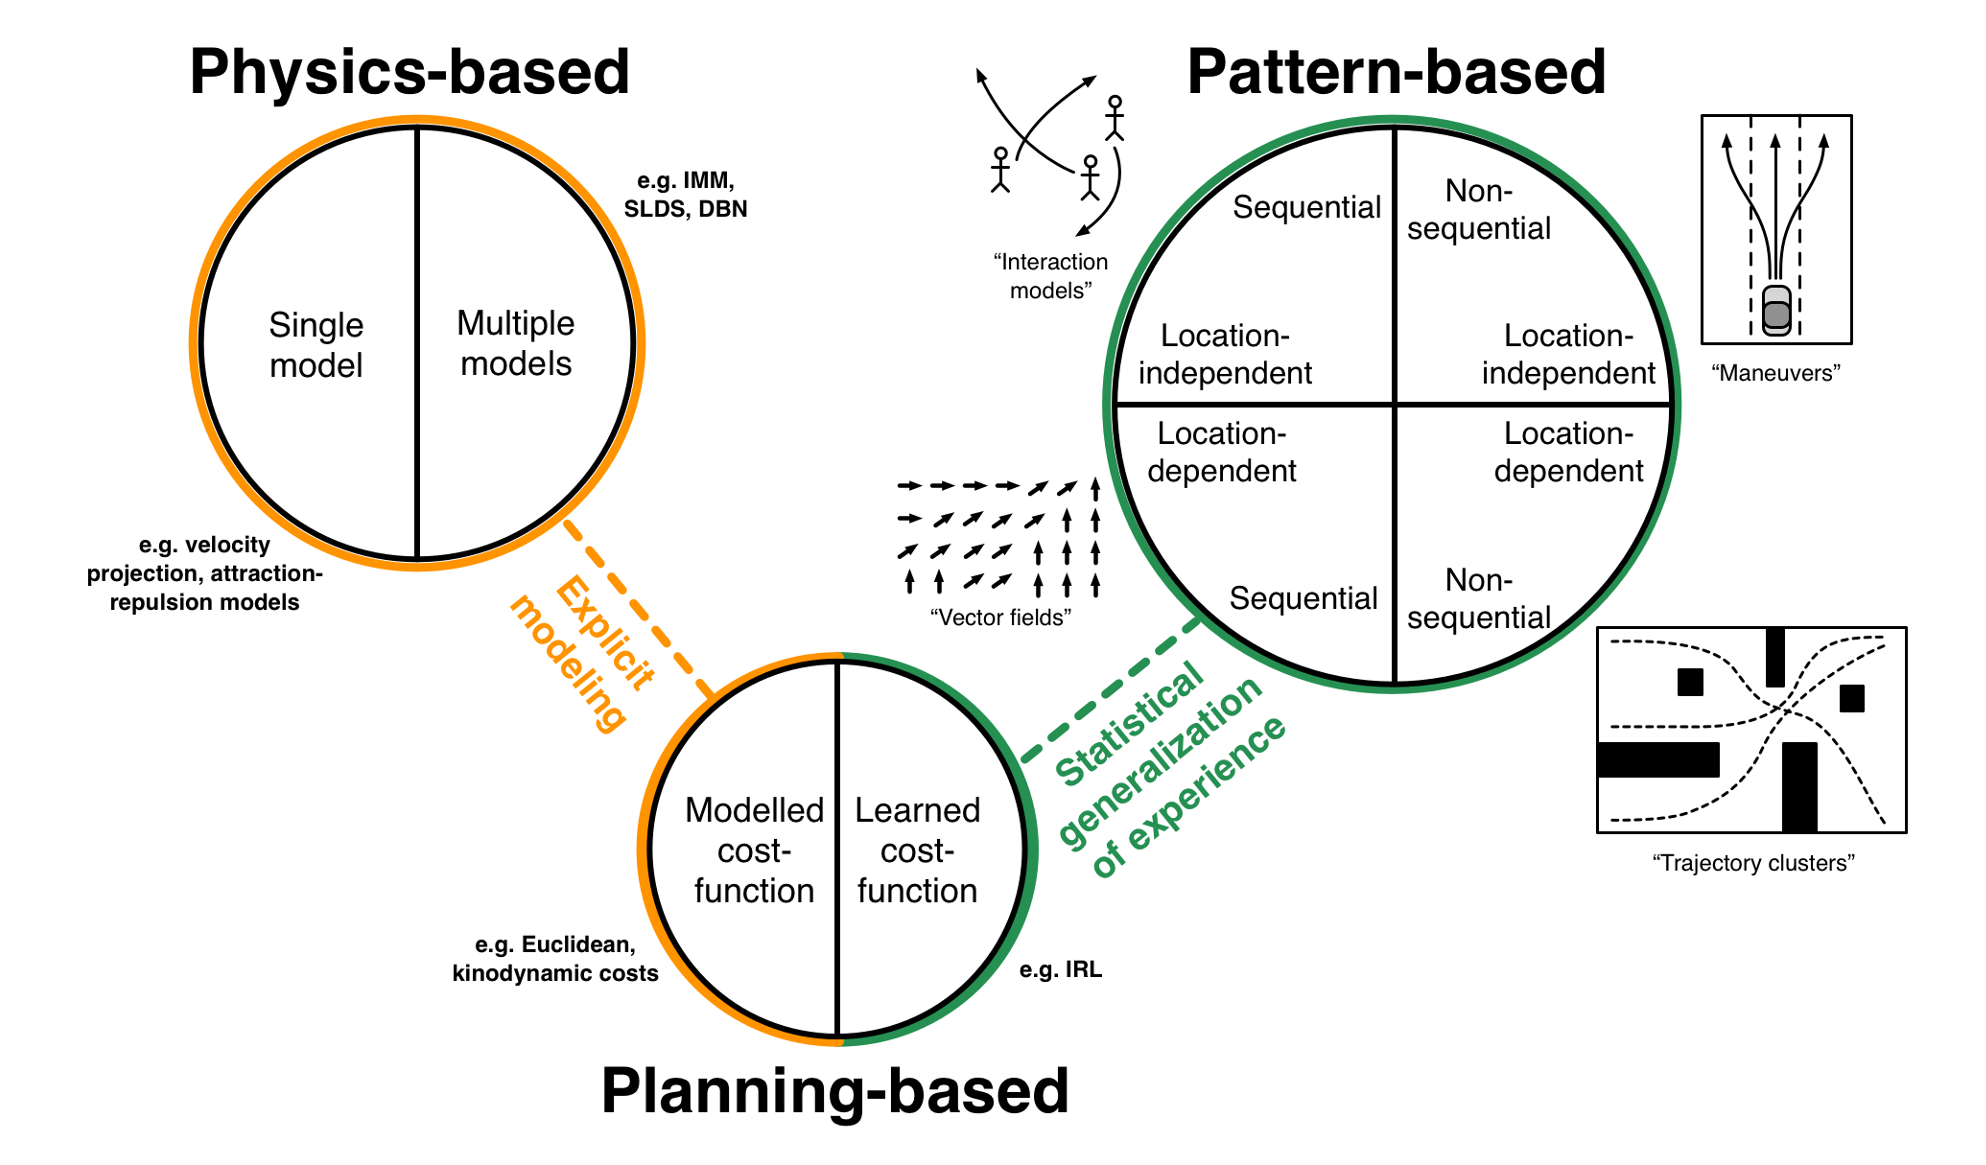 Physics-based
Pattern-based
e.g. IMM,
SLDS, DBN
Single
model
Multiple
models
e.g. velocity
projection, attraction-
repulsion models
“Interaction
models”
Sequential
Non-
sequential
Location-
independent
Location-
independent
“Maneuvers”
Location-
dependent
Location-
dependent
Sequential
Non-
sequential
“Vector fields”
“Trajectory clusters”
Explicit
modeling
Statistical
generalization
of experience
Modelled
cost-
function
Learned
cost-
function
e.g. Euclidean,
kinodynamic costs
e.g. IRL
Planning-based